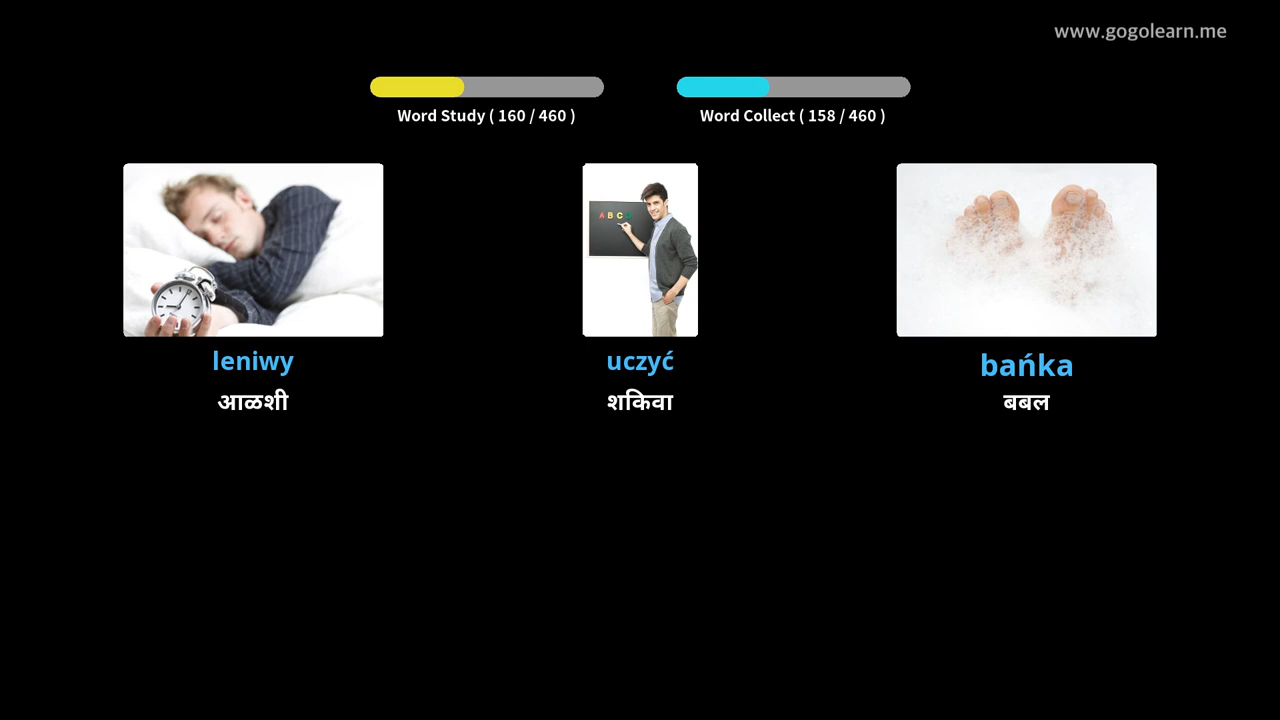 www.gogolearn.me
Word Study ( 160 / 460 )
Word Collect ( 158 / 460 )
A B C D
leniwy
uczyć
bańka
आळशी
शकिवा
बबल